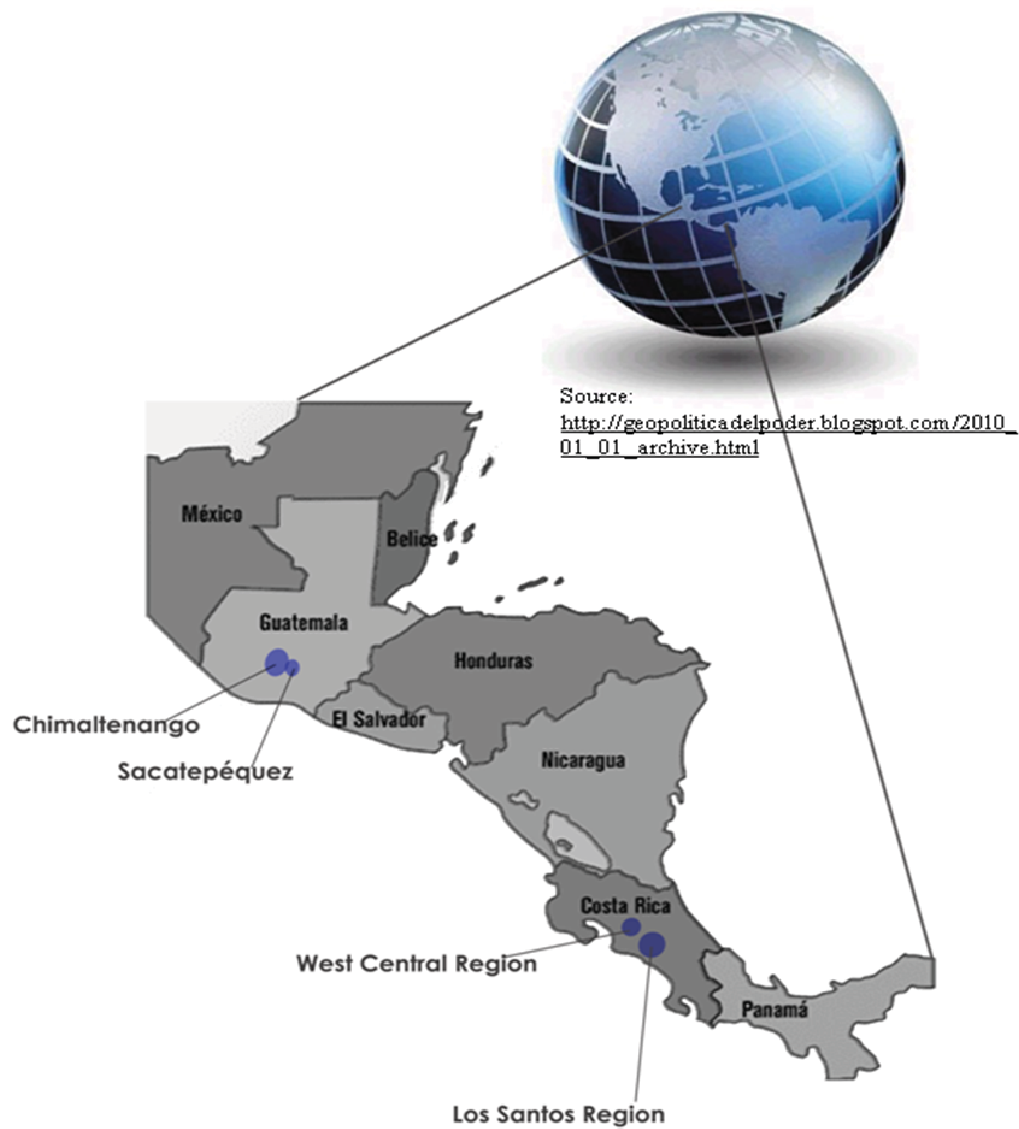 Source:
http://geopoliticadelpoder.blogspot.com/2010_
01_01_archive.html
México
Belice
Guatemala
Honduras
Chimaltenango
El Salvador
Sacatepéquez
Nicaragua
Costa Rica
West Central Region
Panamá
Los Santos Region